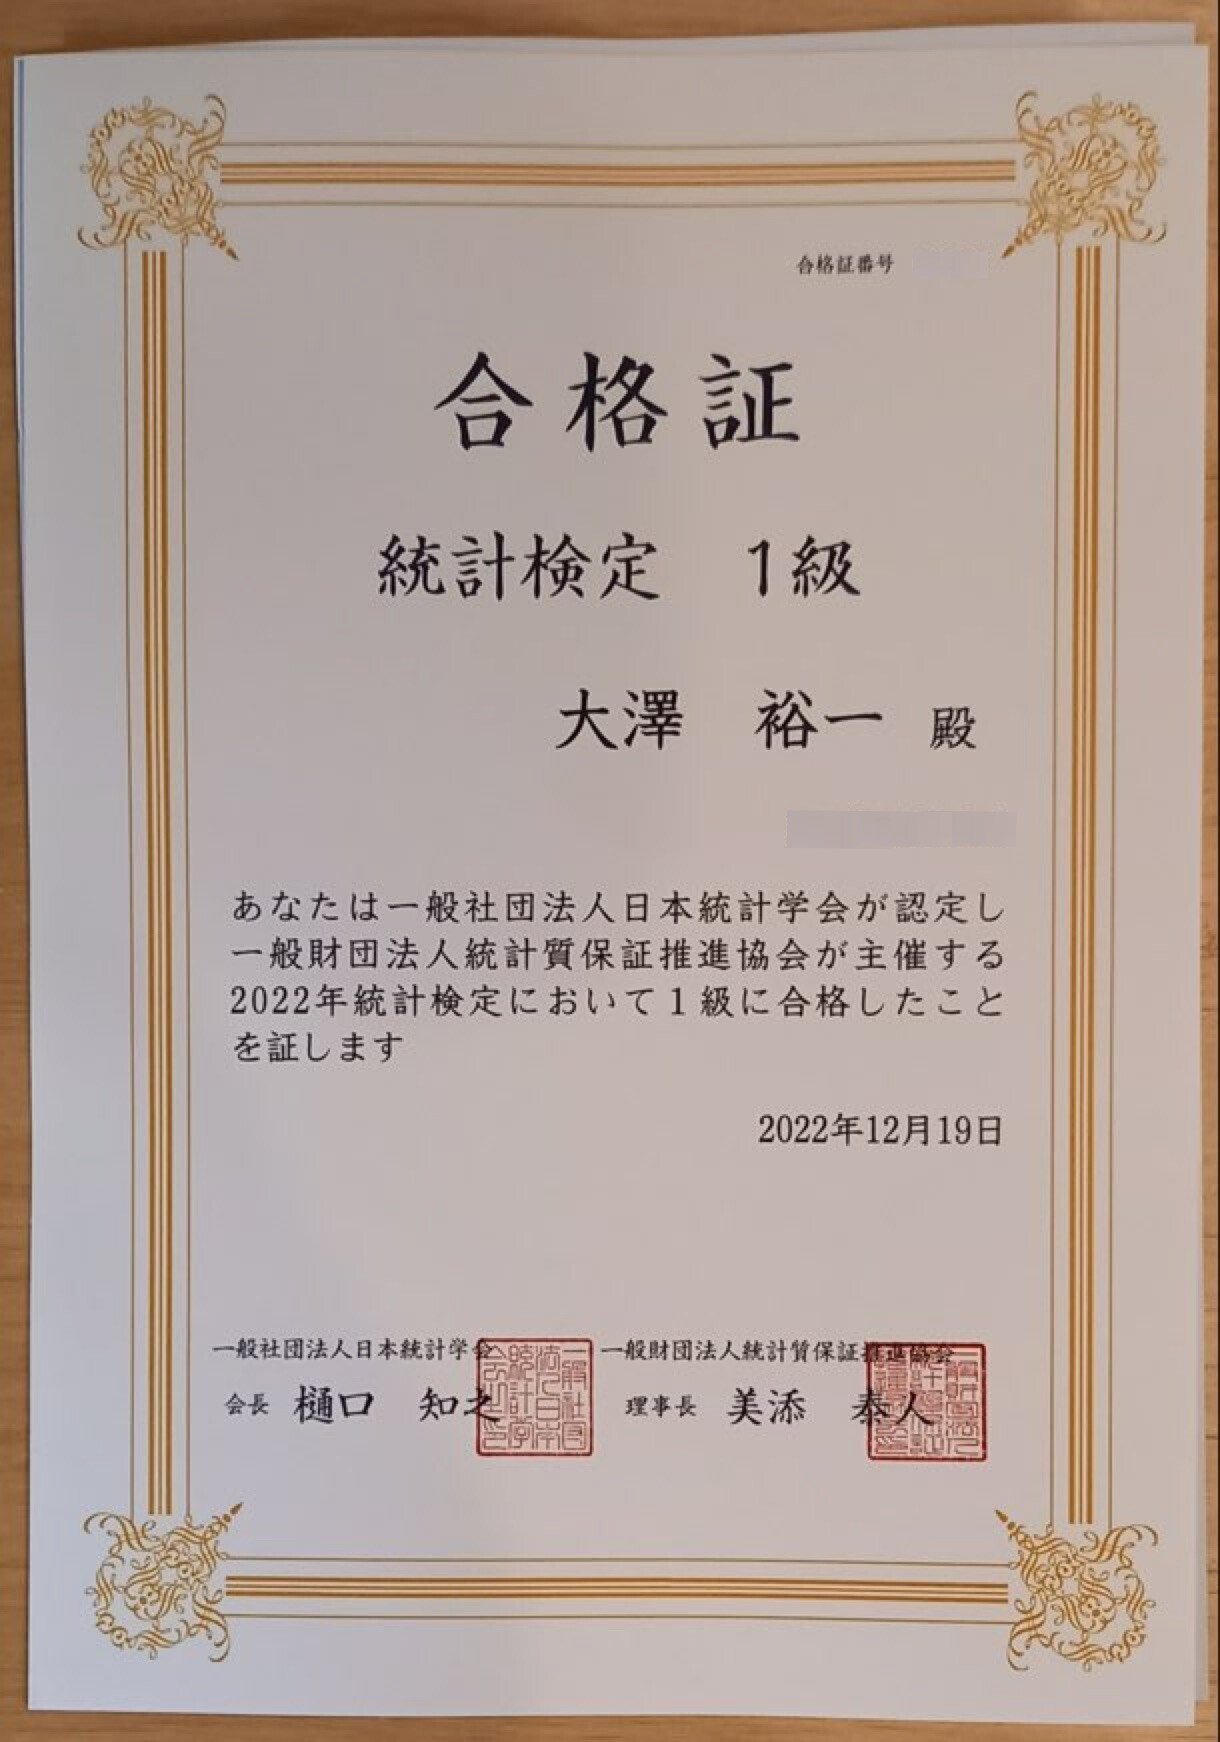 合格証番号
合格証
統計検定　1級
大澤　裕一　殿
あなたは一般社団法人日本統計学会が認定し
一般財団法人統計質保証推進協会が主催する
2022年統計検定において1級に合格したこと
を証します
2022年12月19日
一般社団法人日本統計学会　一般財団法人統計質保証推進協会
会長　樋口　知之　理事長　美添　泰人